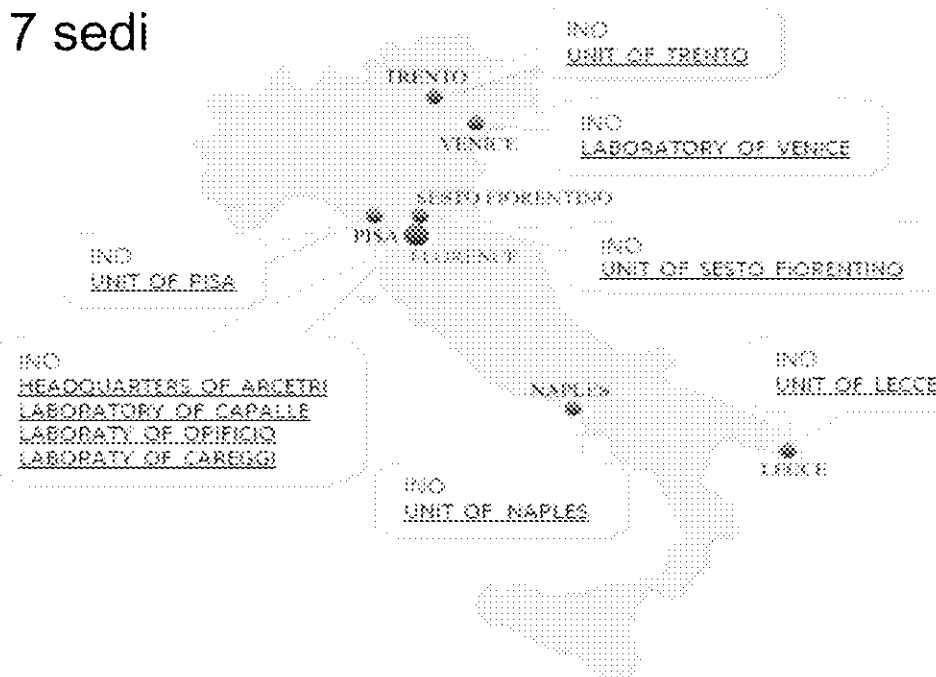 7 sedi
INO
UNIT OF TRENTO
TRENTO
INO
LABORATORY OF VENICE
VENICE
SESTO FIORENTINO
PISA
FLORENCE
INO
UNIT OF PISA
INO
UNIT OF SESTO FIORENTINO
INO
HEADQUARTERS OF ARCETRI
LABORATORY OF CAPALLE
LABORATY OF OPIFICIO
LABORATY OF CAREGGI
NAPLES
INO
UNIT OF LECCE
LECCE
INO
UNIT OF NAPLES